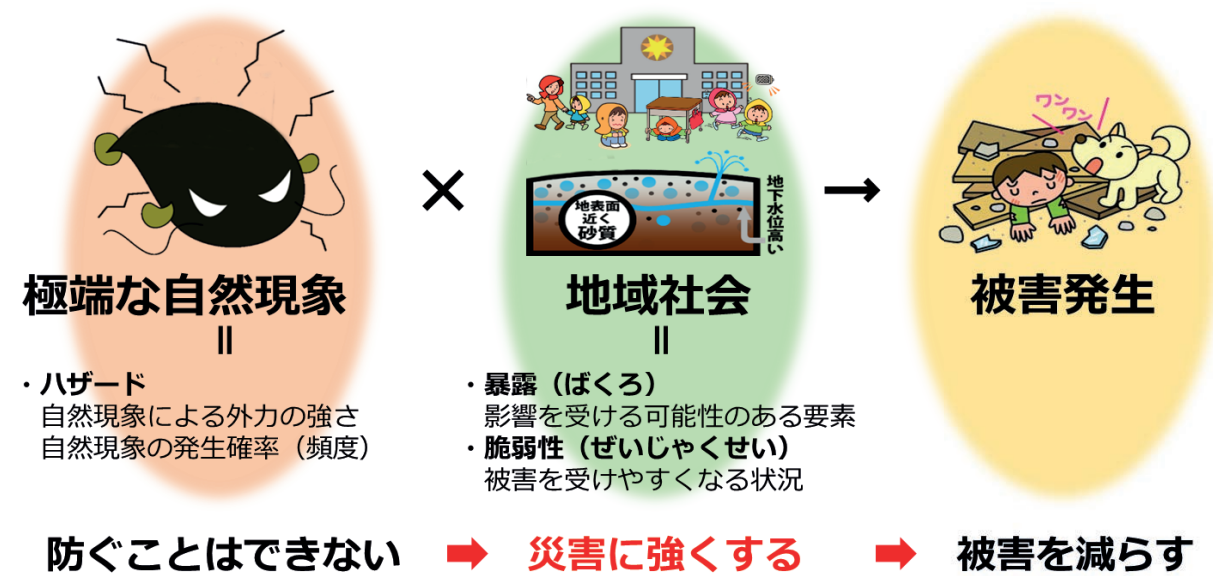 ワンワン
×
→
地表面
近く
砂質
地下水位高い
極端な自然現象
地域社会
被害発生
=
=
・ハザード
自然現象による外力の強さ
自然現象の発生確率（頻度）
・暴露（ばくろ）
影響を受ける可能性のある要素
・脆弱性（ぜいじゃくせい）
被害を受けやすくなる状況
防ぐことはできない ➡ 災害に強くする ➡ 被害を減らす